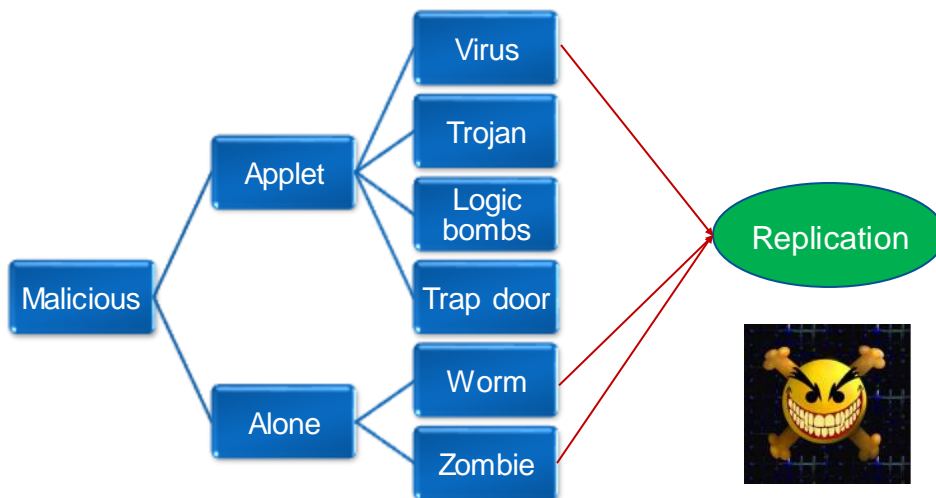 Virus
Trojan
Applet
Logic
bombs
Replication
Malicious
Trap door
Worm
Alone
Zombie